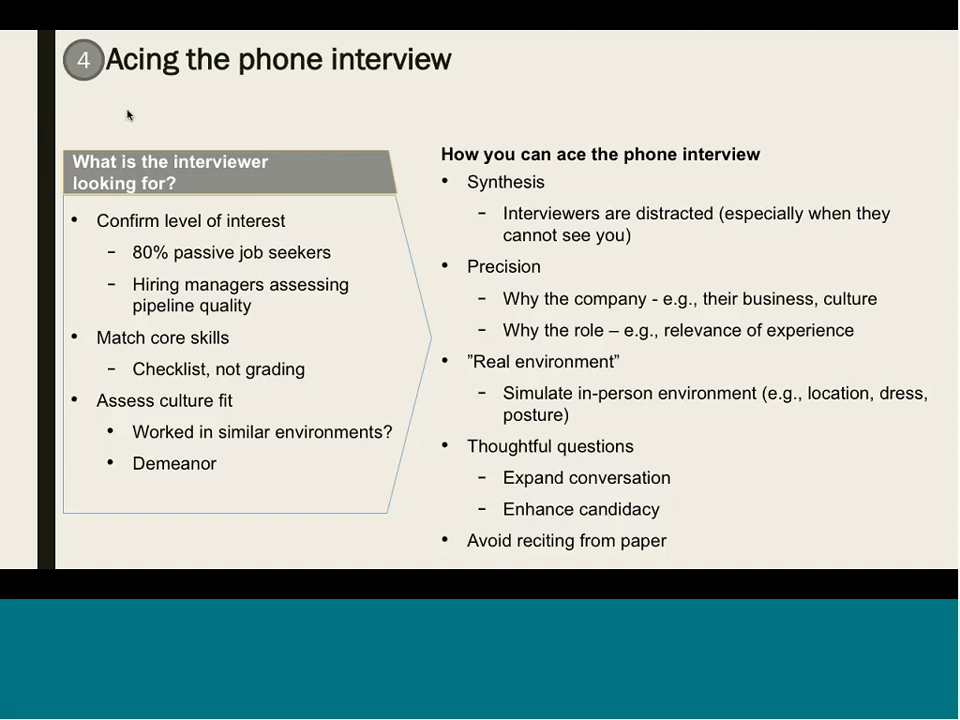 4 Acing the phone interview
What is the interviewer
looking for?
• Confirm level of interest
- 80% passive job seekers
- Hiring managers assessing
pipeline quality
• Match core skills
- Checklist, not grading
• Assess culture fit
• Worked in similar environments?
• Demeanor
How you can ace the phone interview
• Synthesis
- Interviewers are distracted (especially when they
cannot see you)
• Precision
- Why the company - e.g., their business, culture
- Why the role – e.g., relevance of experience
• ”Real environment”
- Simulate in-person environment (e.g., location, dress,
posture)
• Thoughtful questions
- Expand conversation
- Enhance candidacy
• Avoid reciting from paper